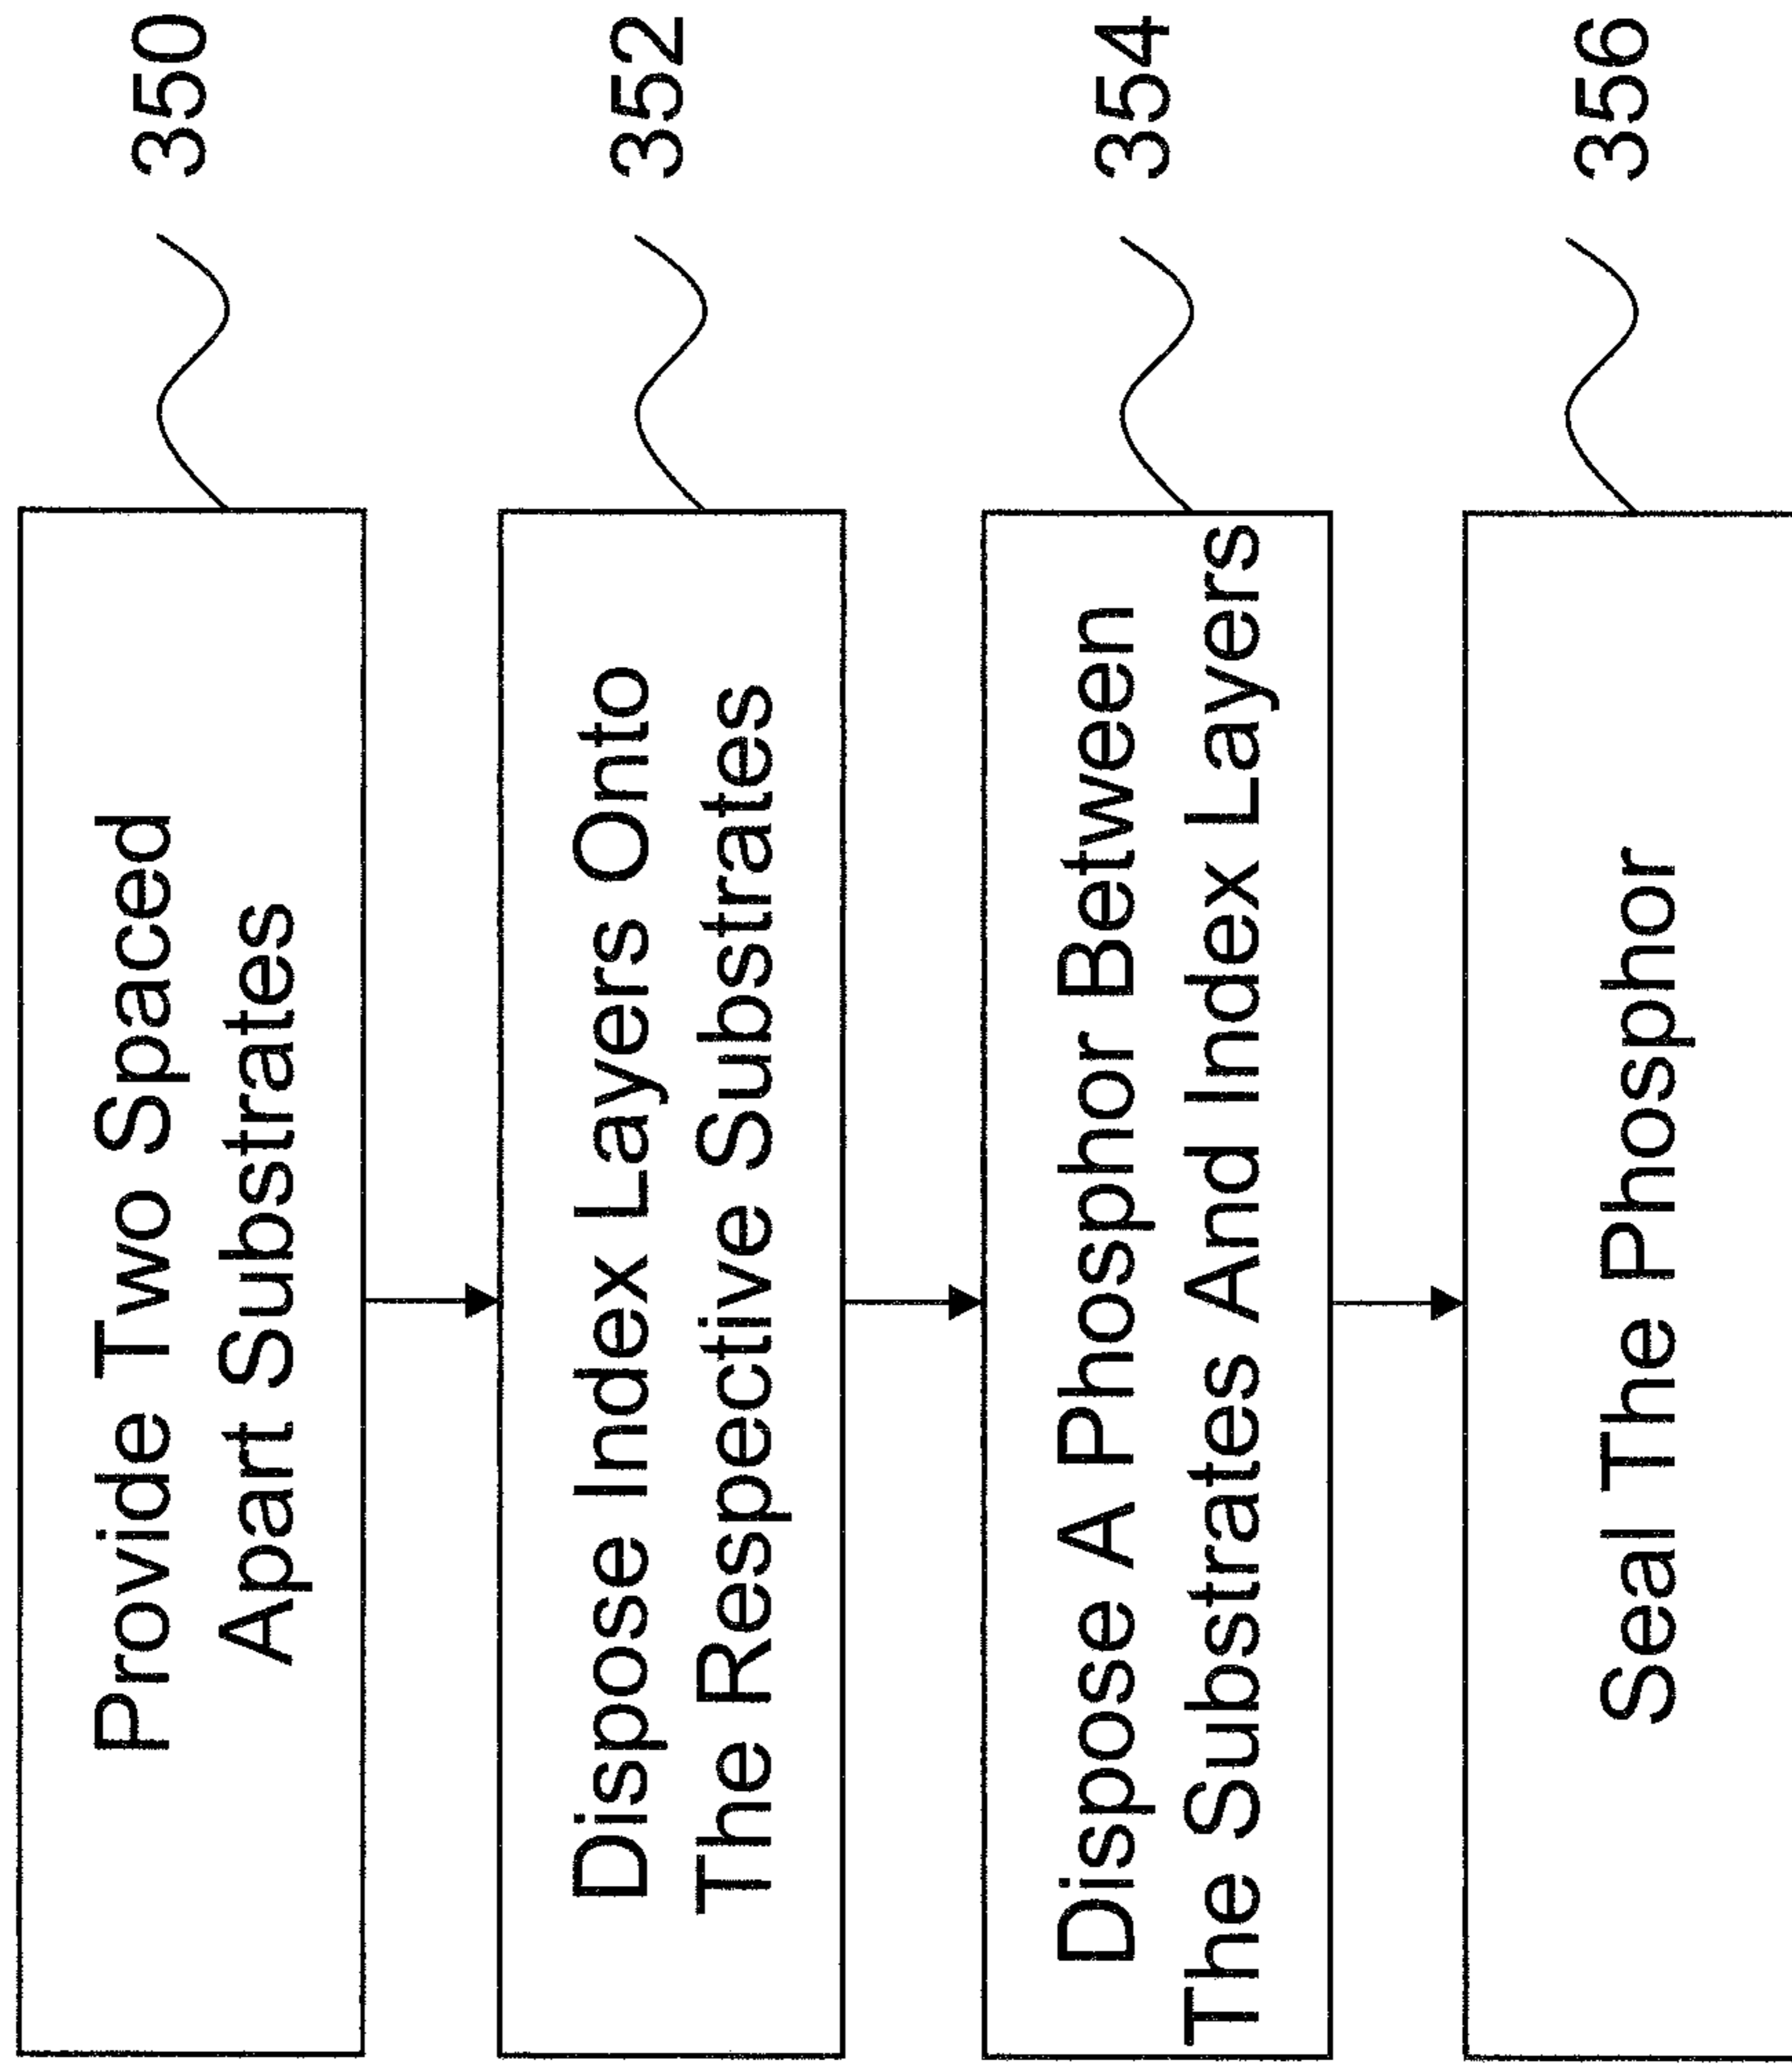 Provide Two Spaced
Apart Substrates
350
Dispose Index Layers Onto
The Respective Substrates
352
Dispose A Phosphor Between
The Substrates And Index Layers
354
Seal The Phosphor
356